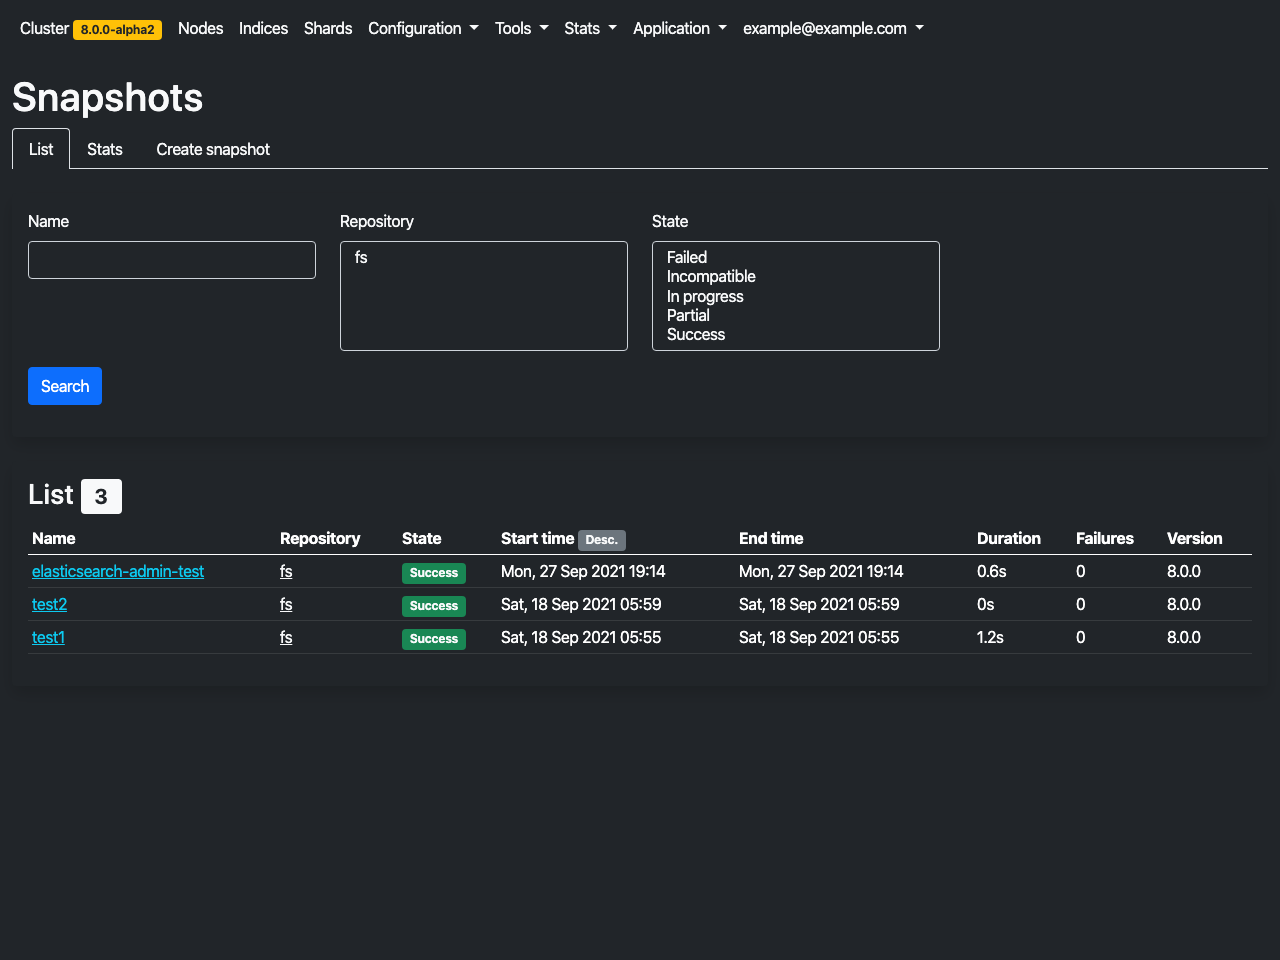 Cluster 8.0.0-alpha2 Nodes Indices Shards Configuration Tools Stats Application example@example.com
Snapshots
List Stats Create snapshot
Name Repository State
fs
Failed
Incompatible
In progress
Partial
Success
Search
List 3
Name Repository State Start time Desc. End time Duration Failures Version
elasticsearch-admin-test fs Success Mon, 27 Sep 2021 19:14 Mon, 27 Sep 2021 19:14 0.6s 0 8.0.0
test2 fs Success Sat, 18 Sep 2021 05:59 Sat, 18 Sep 2021 05:59 0s 0 8.0.0
test1 fs Success Sat, 18 Sep 2021 05:55 Sat, 18 Sep 2021 05:55 1.2s 0 8.0.0